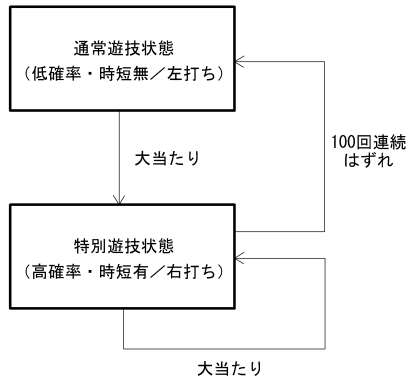 通常遊技状態
（低確率・時短無／左打ち）
大当たり
100回連続
はずれ
特別遊技状態
（高確率・時短有／右打ち）
大当たり